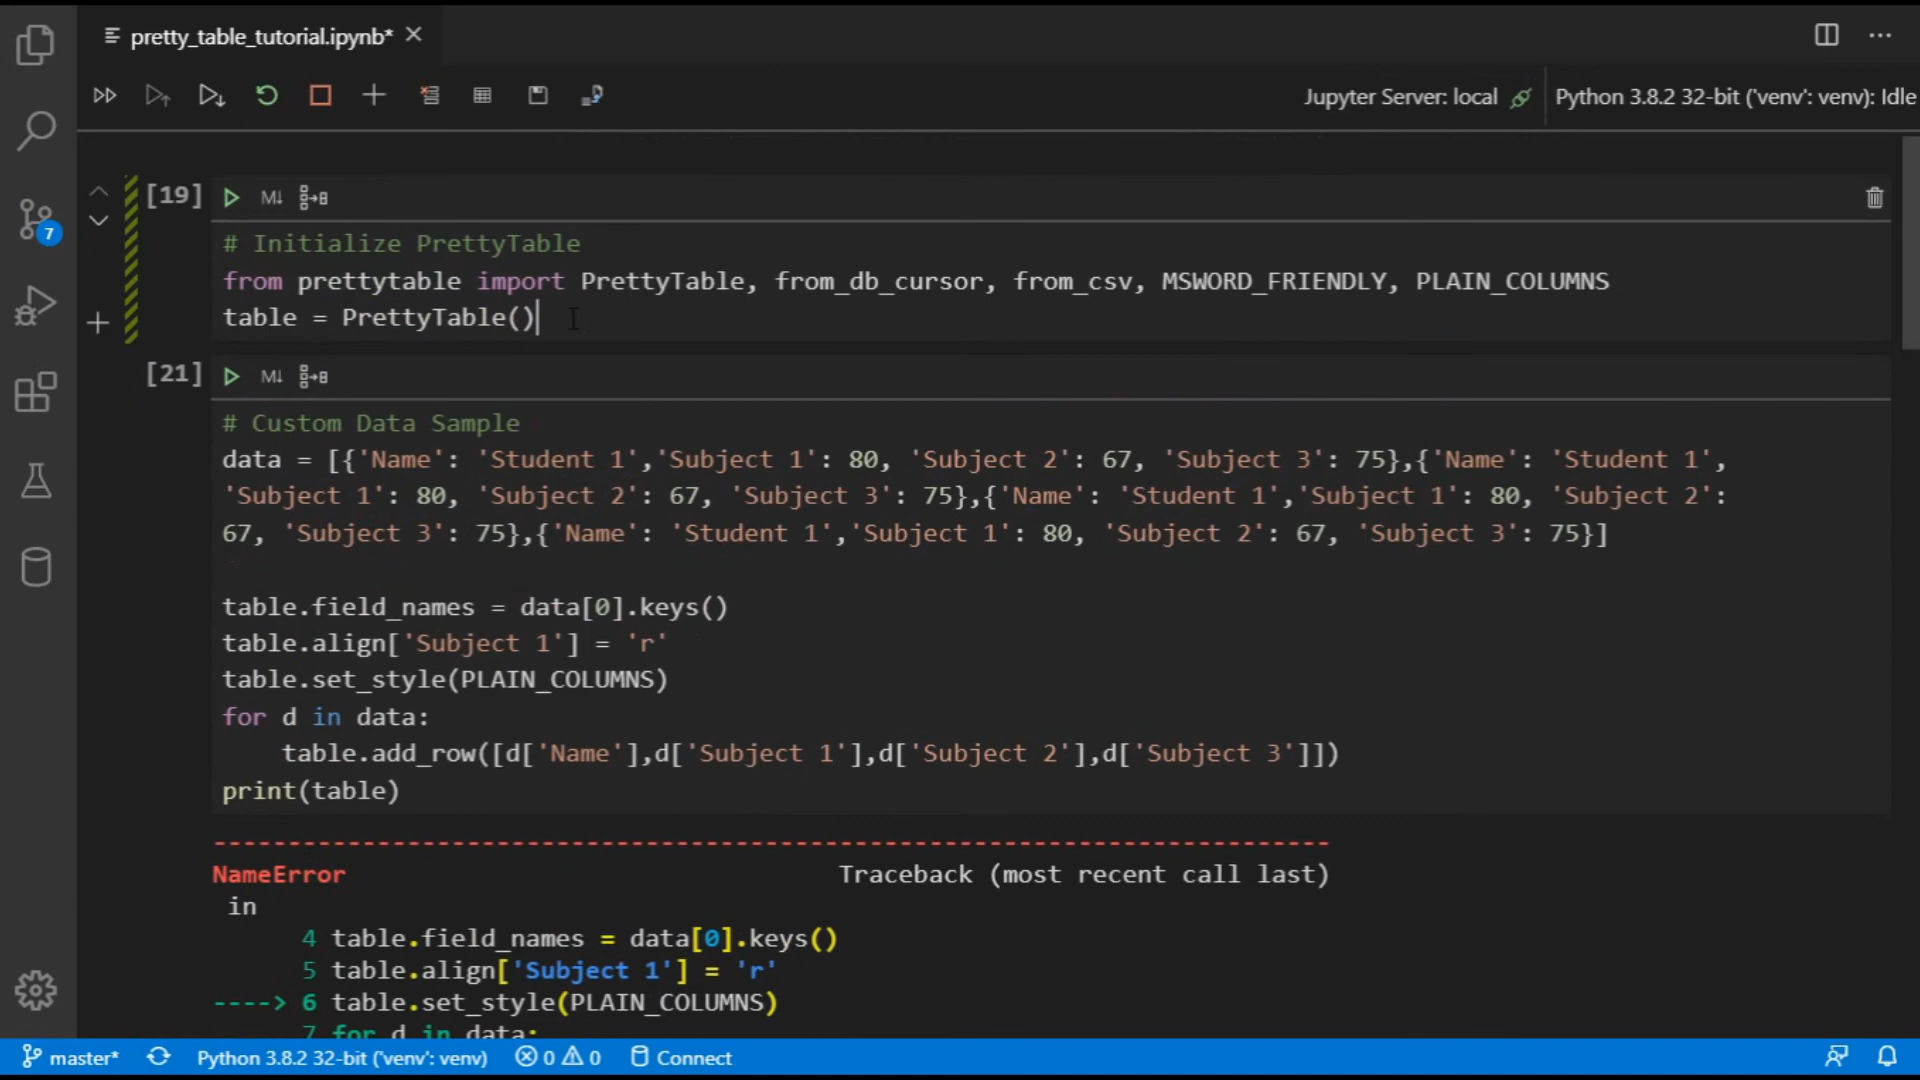 pretty_table_tutorial.ipynb*
Jupyter Server: local
Python 3.8.2 32-bit ('venv': venv): Idle
[19]
M↓
# Initialize PrettyTable
from prettytable import PrettyTable, from_db_cursor, from_csv, MSWORD_FRIENDLY, PLAIN_COLUMNS
table = PrettyTable()
7
[21]
M↓
# Custom Data Sample
data = [{'Name': 'Student 1','Subject 1': 80, 'Subject 2': 67, 'Subject 3': 75},{'Name': 'Student 1',
'Subject 1': 80, 'Subject 2': 67, 'Subject 3': 75},{'Name': 'Student 1','Subject 1': 80, 'Subject 2':
67, 'Subject 3': 75},{'Name': 'Student 1','Subject 1': 80, 'Subject 2': 67, 'Subject 3': 75}]
table.field_names = data[0].keys()
table.align['Subject 1'] = 'r'
table.set_style(PLAIN_COLUMNS)
for d in data:
    table.add_row([d['Name'],d['Subject 1'],d['Subject 2'],d['Subject 3']])
print(table)
---------------------------------------------------------------------------
NameError Traceback (most recent call last)
in
4 table.field_names = data[0].keys()
5 table.align['Subject 1'] = 'r'
----> 6 table.set_style(PLAIN_COLUMNS)
7 for d in data:
master*
Python 3.8.2 32-bit ('venv': venv)
0
0
Connect